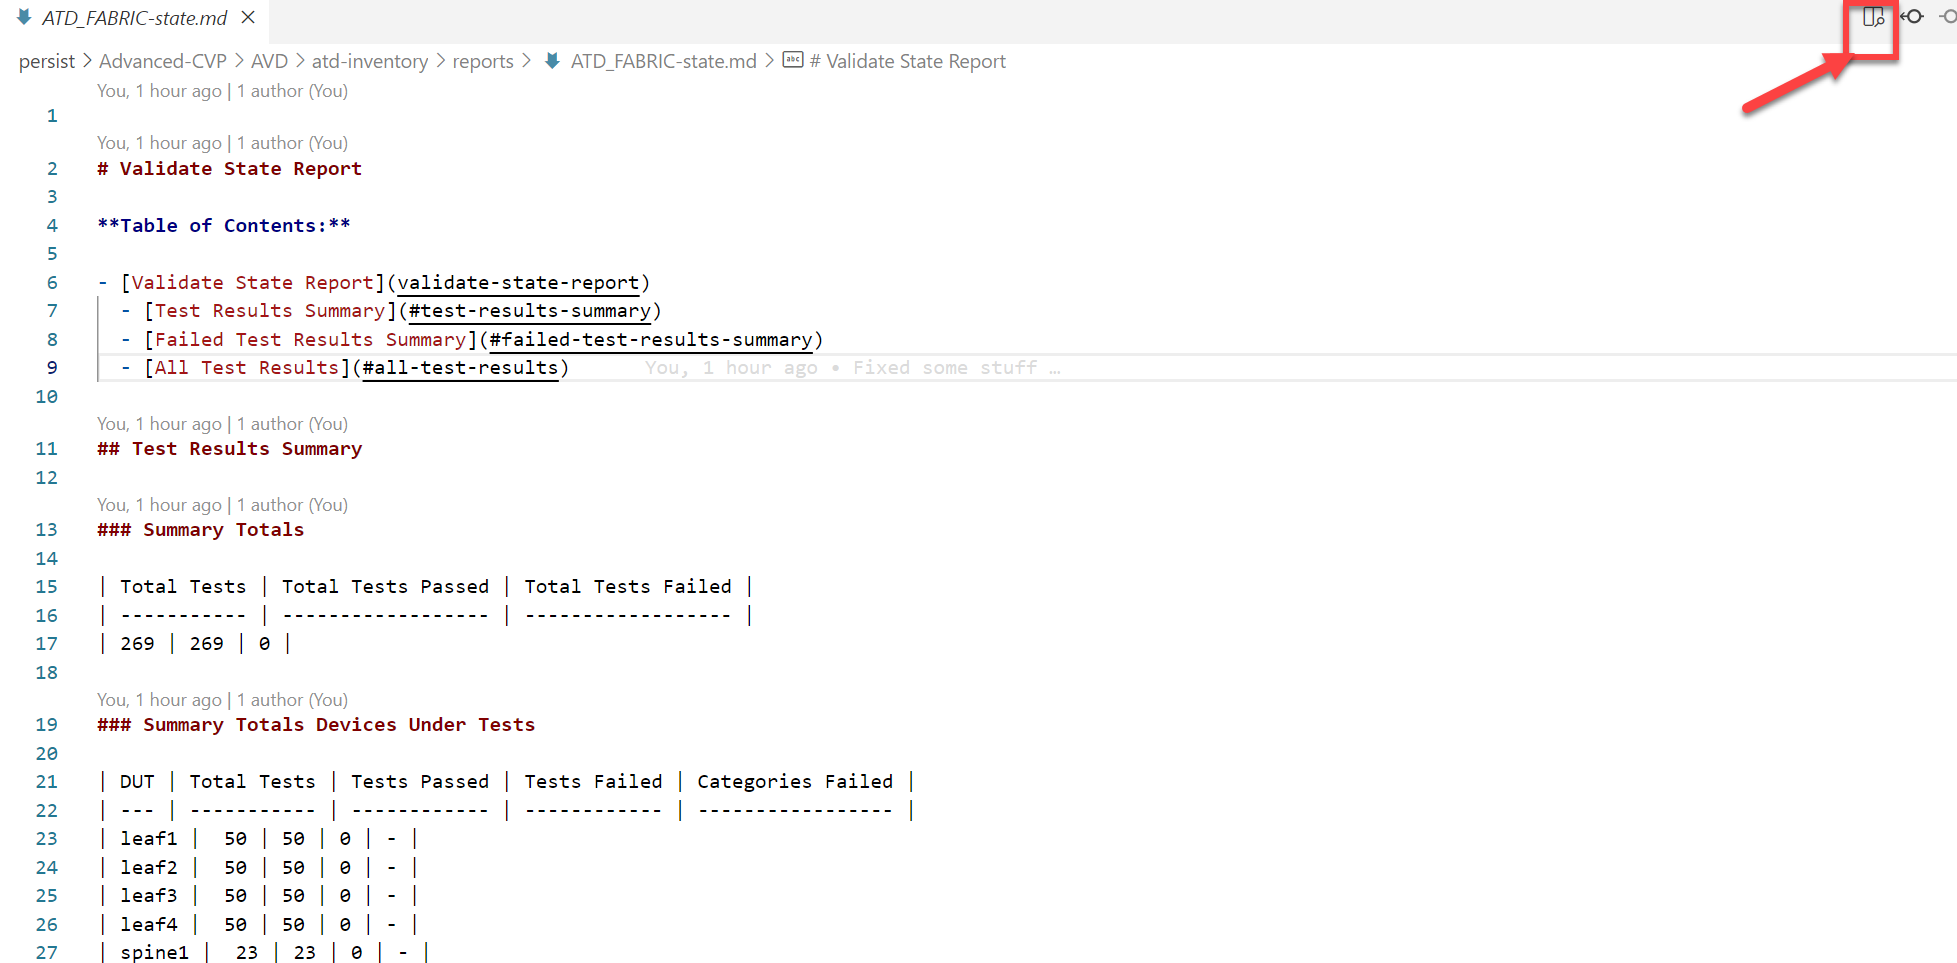 ATD_FABRIC-state.md
persist > Advanced-CVP > AVD > atd-inventory > reports > ATD_FABRIC-state.md > abc # Validate State Report
You, 1 hour ago | 1 author (You)
1
You, 1 hour ago | 1 author (You)
2 # Validate State Report
3
4 **Table of Contents:**
5
6 - [Validate State Report](validate-state-report)
7 - [Test Results Summary](#test-results-summary)
8 - [Failed Test Results Summary](#failed-test-results-summary)
9 - [All Test Results](#all-test-results) You, 1 hour ago • Fixed some stuff …
10
You, 1 hour ago | 1 author (You)
11 ## Test Results Summary
12
You, 1 hour ago | 1 author (You)
13 ### Summary Totals
14
15 | Total Tests | Total Tests Passed | Total Tests Failed |
16 | ----------- | ------------------ | ------------------ |
17 | 269 | 269 | 0 |
18
You, 1 hour ago | 1 author (You)
19 ### Summary Totals Devices Under Tests
20
21 | DUT | Total Tests | Tests Passed | Tests Failed | Categories Failed |
22 | --- | ----------- | ------------ | ------------ | ----------------- |
23 | leaf1 | 50 | 50 | 0 | - |
24 | leaf2 | 50 | 50 | 0 | - |
25 | leaf3 | 50 | 50 | 0 | - |
26 | leaf4 | 50 | 50 | 0 | - |
27 | spine1 | 23 | 23 | 0 | - |